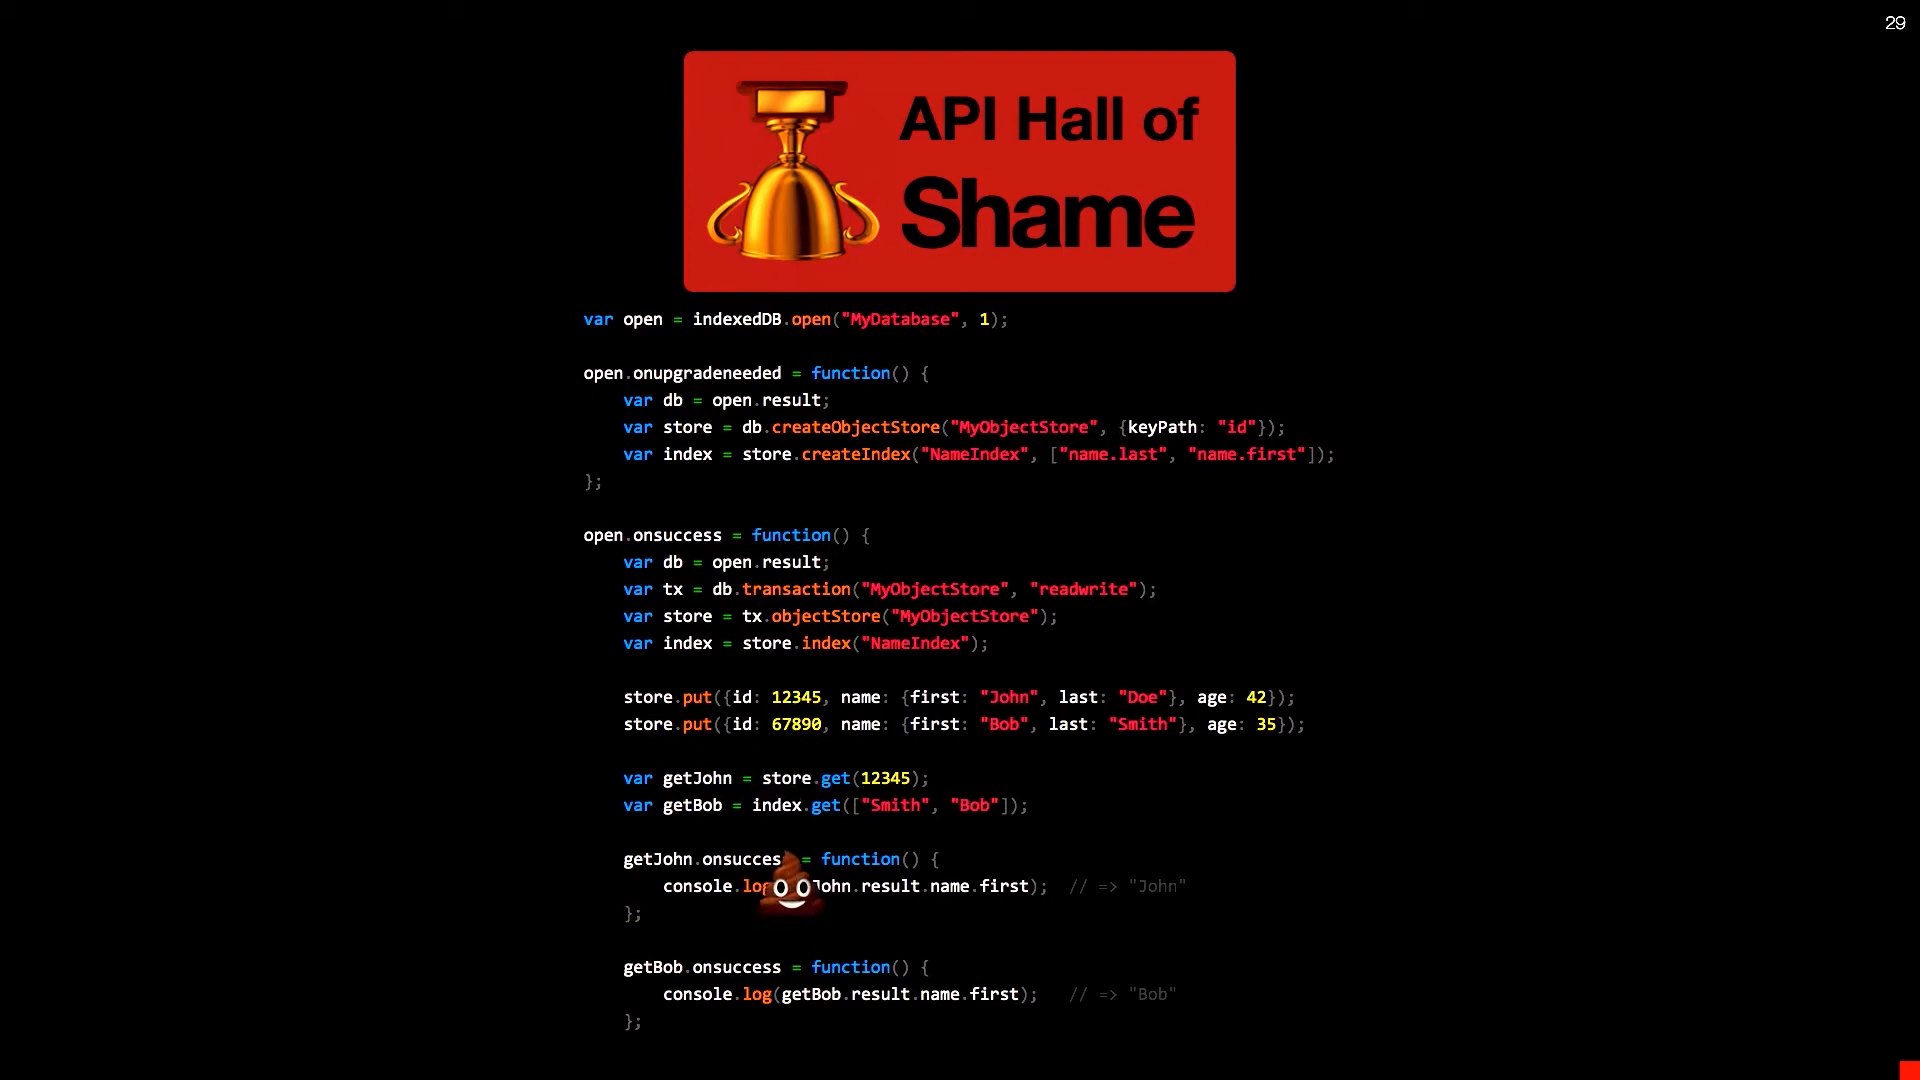 29
API Hall of
Shame
var open = indexedDB.open("MyDatabase", 1);
open.onupgradeneeded = function() {
    var db = open.result;
    var store = db.createObjectStore("MyObjectStore", {keyPath: "id"});
    var index = store.createIndex("NameIndex", ["name.last", "name.first"]);
};
open.onsuccess = function() {
    var db = open.result;
    var tx = db.transaction("MyObjectStore", "readwrite");
    var store = tx.objectStore("MyObjectStore");
    var index = store.index("NameIndex");
    store.put({id: 12345, name: {first: "John", last: "Doe"}, age: 42});
    store.put({id: 67890, name: {first: "Bob", last: "Smith"}, age: 35});
    var getJohn = store.get(12345);
    var getBob = index.get(["Smith", "Bob"]);
    getJohn.onsuccess = function() {
        console.log(getJohn.result.name.first);  // => "John"
    };
    getBob.onsuccess = function() {
        console.log(getBob.result.name.first);   // => "Bob"
    };